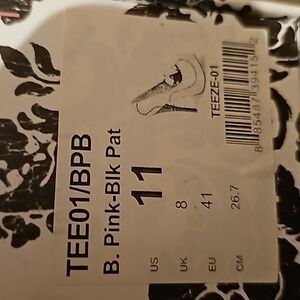 TEE01/BPB
B. Pink-Blk Pat
11
US
8
UK
41
EU
26.7
CM
TEEZE-01